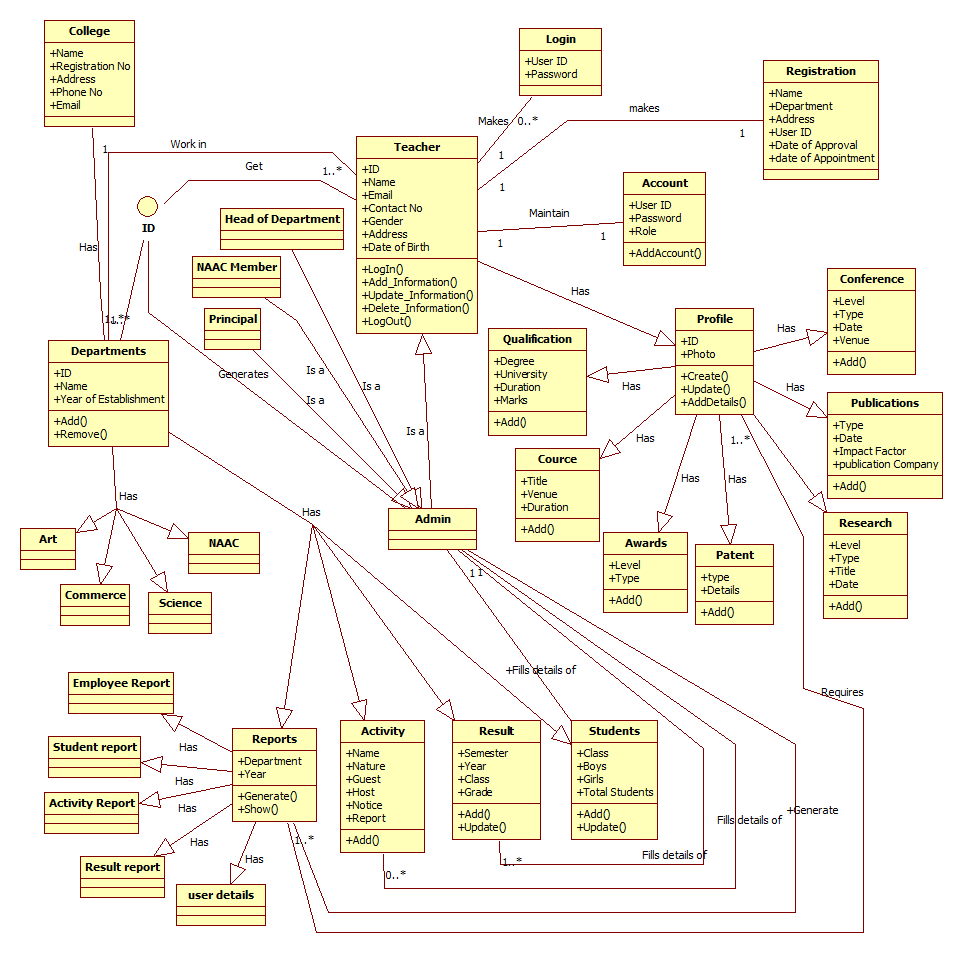 College
+Name
+Registration No
+Address
+Phone No
+Email
Login
+User ID
+Password
Registration
+Name
+Department
+Address
+User ID
+Date of Approval
+date of Appointment
Teacher
+ID
+Name
+Email
+Contact No
+Gender
+Address
+Date of Birth
+LogIn()
+Add_Information()
+Update_Information()
+Delete_Information()
+LogOut()
Makes
0..*
1
makes
1
1
1
Work in
Get
1..*
ID
Has
Account
+User ID
+Password
+Role
+AddAccount()
Maintain
1
1
Head of Department
NAAC Member
Principal
Generates
Is a
Is a
Is a
Is a
Has
Conference
+Level
+Type
+Date
+Venue
+Add()
Profile
+ID
+Photo
+Create()
+Update()
+AddDetails()
Has
Has
Qualification
+Degree
+University
+Duration
+Marks
+Add()
Has
Publications
+Type
+Date
+Impact Factor
+publication Company
+Add()
Departments
+ID
+Name
+Year of Establishment
+Add()
+Remove()
1..*
Has
1..*
Cource
+Title
+Venue
+Duration
+Add()
Has
Has
Research
+Level
+Type
+Title
+Date
+Add()
Has
Art
NAAC
Commerce
Science
Has
Admin
1
1
Awards
+Level
+Type
+Add()
Patent
+type
+Details
+Add()
+Fills details of
Requires
Employee Report
Student report
Activity Report
Result report
user details
Has
Has
Has
Has
Has
Reports
+Department
+Year
+Generate()
+Show()
1..*
Activity
+Name
+Nature
+Guest
+Host
+Notice
+Report
+Add()
0..*
Result
+Semester
+Year
+Class
+Grade
+Add()
+Update()
1..*
Students
+Class
+Boys
+Girls
+Total Students
+Add()
+Update()
+Generate
Fills details of
Fills details of